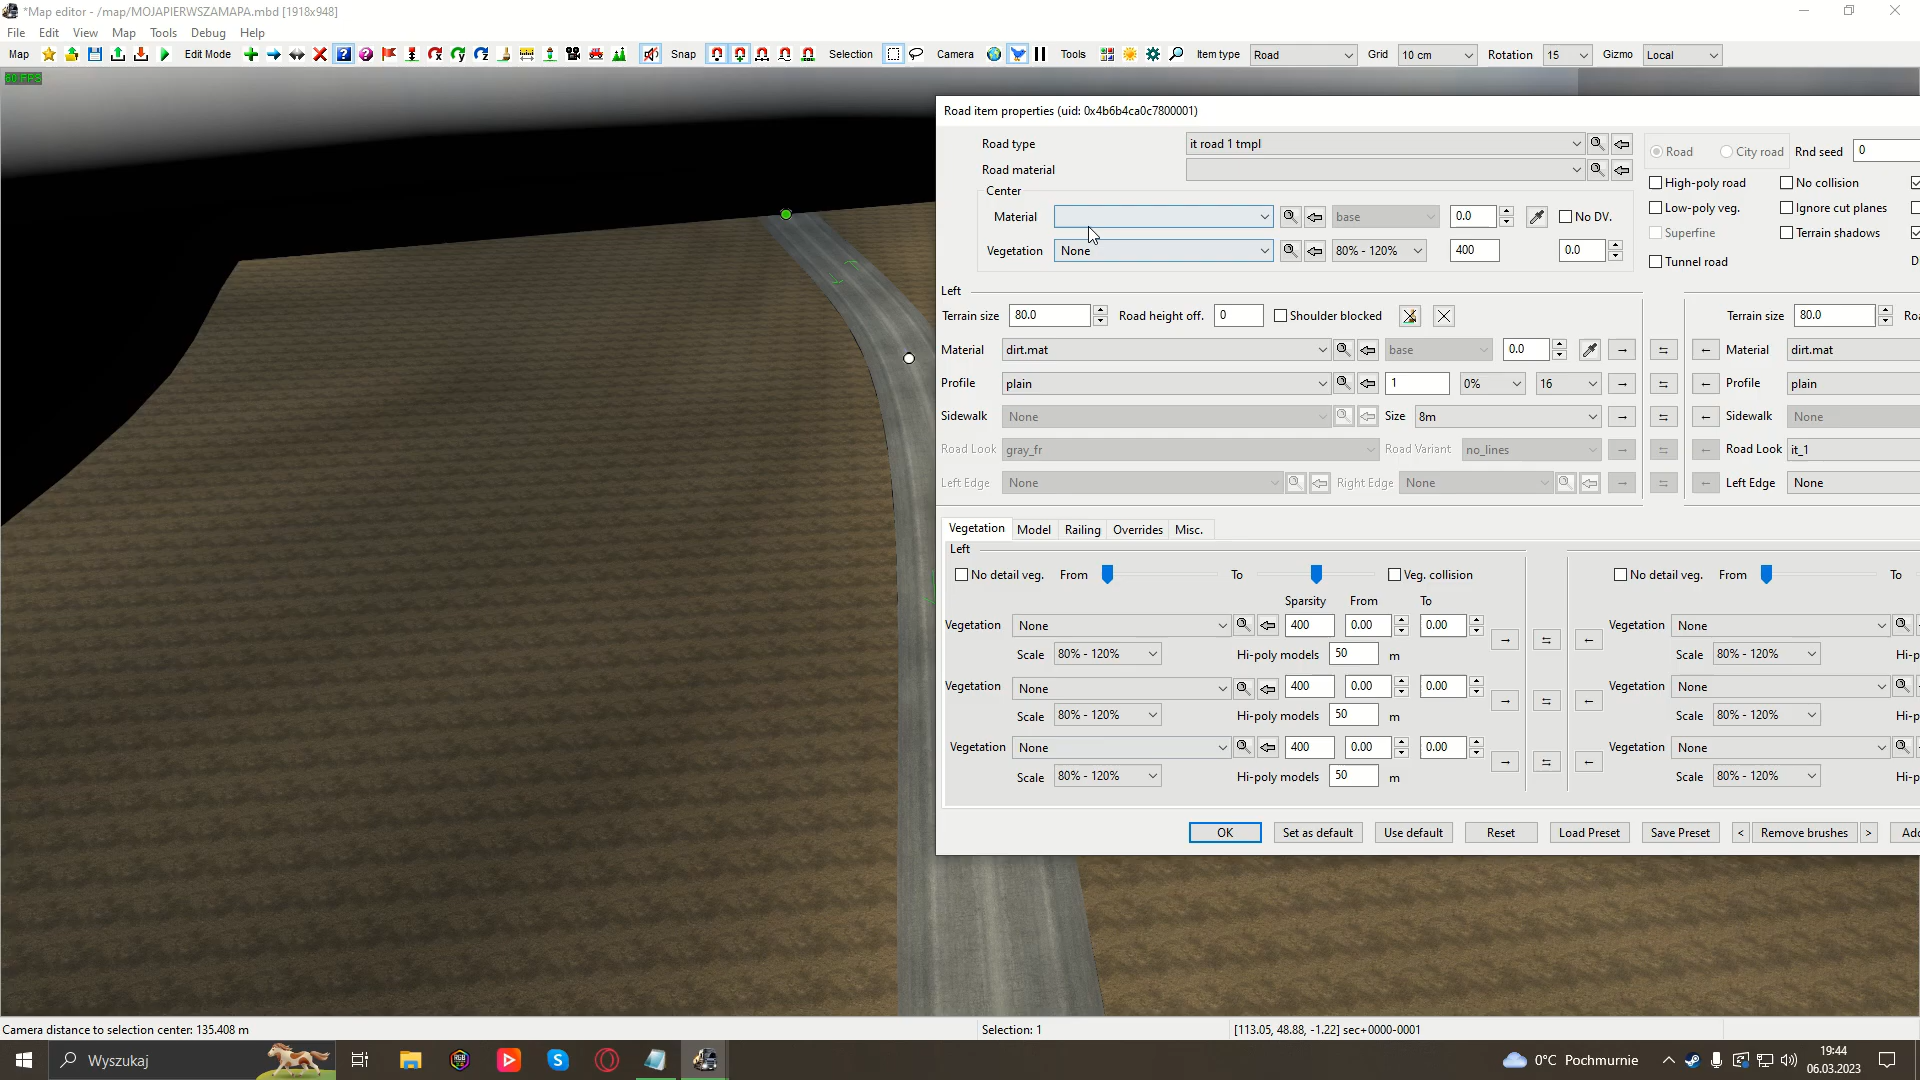 *Map editor - /map/MOJAPIERWSZAMAPA.mbd [1918x948]
File Edit View Map Tools Debug Help
Map Edit Mode Snap Selection Camera Tools Item type Road Grid 10 cm Rotation 15 Gizmo Local
60 FPS
Road item properties (uid: 0x4b6b4ca0c7800001)
Road type it road 1 tmpl Road City road Rnd seed 0
Road material
Center High-poly road No collision
Material base 0.0 No DV. Low-poly veg. Ignore cut planes
Superfine Terrain shadows
Vegetation None 80% - 120% 400 0.0 Tunnel road D
Left
Terrain size 80.0 Road height off. 0 Shoulder blocked Terrain size 80.0 Roa
Material dirt.mat base 0.0 Material dirt.mat
Profile plain 1 0% 16 Profile plain
Sidewalk None Size 8m Sidewalk None
Road Look gray_fr Road Variant no_lines Road Look it_1
Left Edge None Right Edge None Left Edge None
Vegetation Model Railing Overrides Misc.
Left
No detail veg. From To Veg. collision No detail veg. From To
Sparsity From To
Vegetation None 400 0.00 0.00 Vegetation None
Scale 80% - 120% Hi-poly models 50 m Scale 80% - 120% Hi-p
Vegetation None 400 0.00 0.00 Vegetation None
Scale 80% - 120% Hi-poly models 50 m Scale 80% - 120% Hi-p
Vegetation None 400 0.00 0.00 Vegetation None
Scale 80% - 120% Hi-poly models 50 m Scale 80% - 120% Hi-p
OK Set as default Use default Reset Load Preset Save Preset < Remove brushes > Add
Camera distance to selection center: 135.408 m Selection: 1 [113.05, 48.88, -1.22] sec+0000-0001
Wyszukaj 0°C Pochmurnie 19:44
06.03.2023